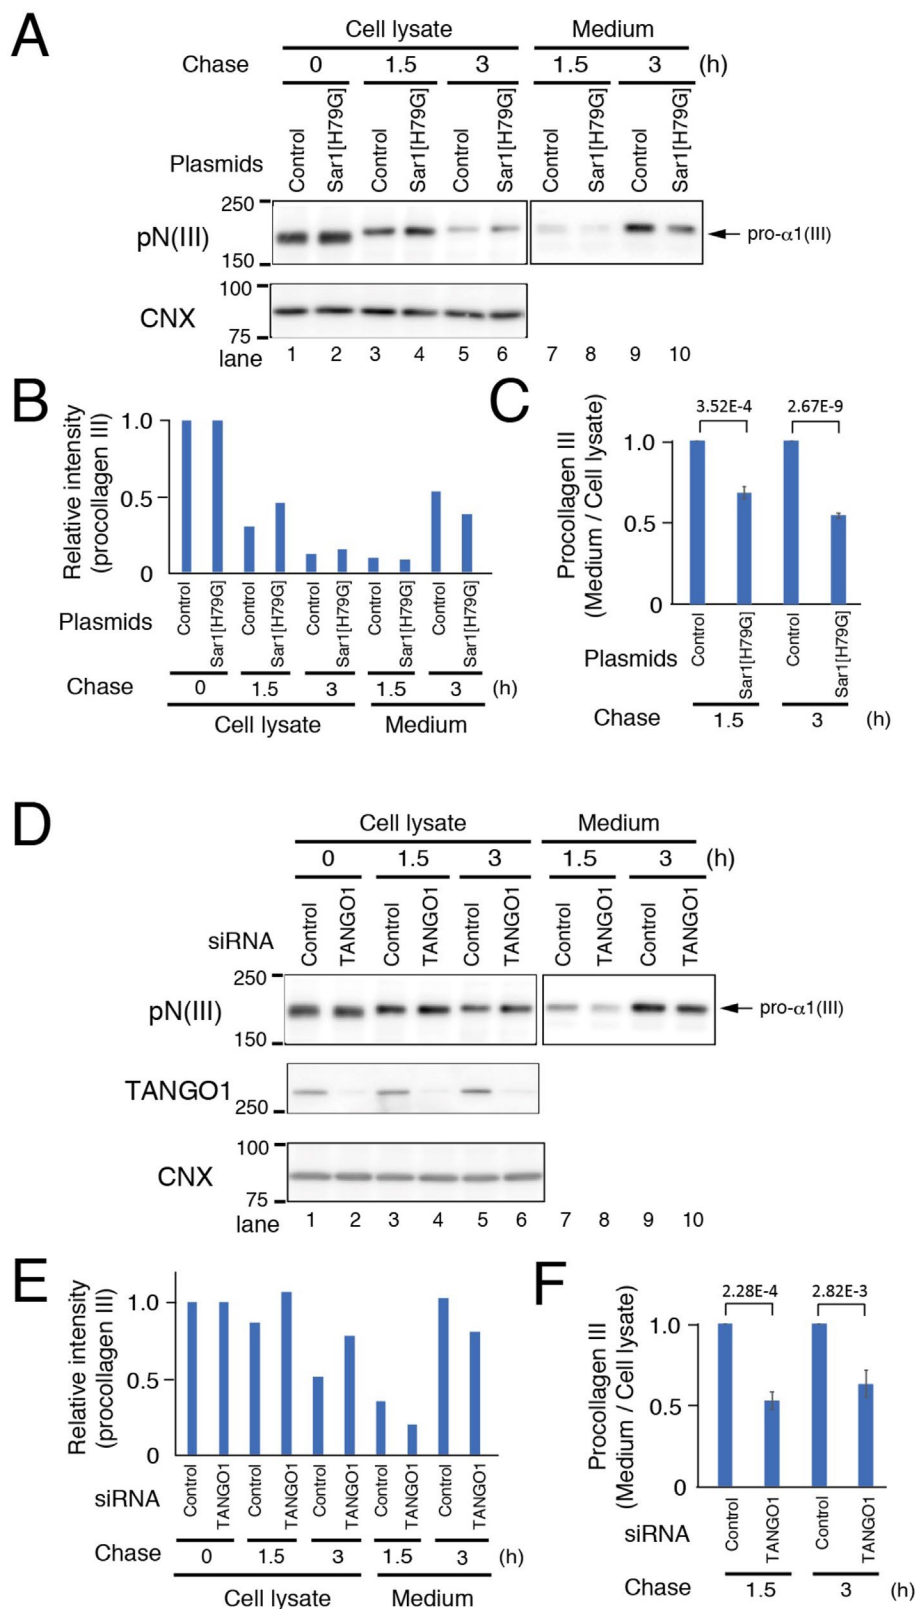 A
Cell lysate Medium
Chase 0 1.5 3 1.5 3 (h)
Plasmids Control Sar1[H79G] Control Sar1[H79G] Control Sar1[H79G] Control Sar1[H79G] Control Sar1[H79G]
250
pN(III) pro-α1(III)
150
100
CNX
75
lane 1 2 3 4 5 6 7 8 9 10
B
Relative intensity
(procollagen III)
1.0
0.5
0
Plasmids Control Sar1[H79G] Control Sar1[H79G] Control Sar1[H79G] Control Sar1[H79G] Control Sar1[H79G]
Chase 0 1.5 3 1.5 3 (h)
Cell lysate Medium
C
Procollagen III
(Medium / Cell lysate)
3.52E-4 2.67E-9
1.0
0.5
0
Plasmids Control Sar1[H79G] Control Sar1[H79G]
Chase 1.5 3 (h)
D
Cell lysate Medium
0 1.5 3 1.5 3 (h)
siRNA Control TANGO1 Control TANGO1 Control TANGO1 Control TANGO1 Control TANGO1
250
pN(III) pro-α1(III)
150
TANGO1
250
100
CNX
75
lane 1 2 3 4 5 6 7 8 9 10
E
Relative intensity
(procollagen III)
1.0
0.5
0
siRNA Control TANGO1 Control TANGO1 Control TANGO1 Control TANGO1 Control TANGO1
Chase 0 1.5 3 1.5 3 (h)
Cell lysate Medium
F
Procollagen III
(Medium / Cell lysate)
2.28E-4 2.82E-3
1.0
0.5
0
siRNA Control TANGO1 Control TANGO1
Chase 1.5 3 (h)